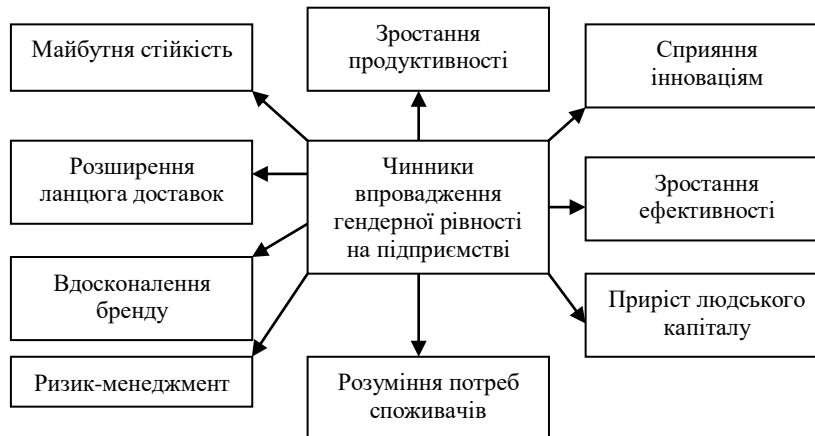 Майбутня стійкість
Зростання
продуктивності
Сприяння
інноваціям
Розширення
ланцюга доставок
Чинники
впровадження
гендерної рівності
на підприємстві
Зростання
ефективності
Вдосконалення
бренду
Приріст людського
капіталу
Ризик-менеджмент
Розуміння потреб
споживачів